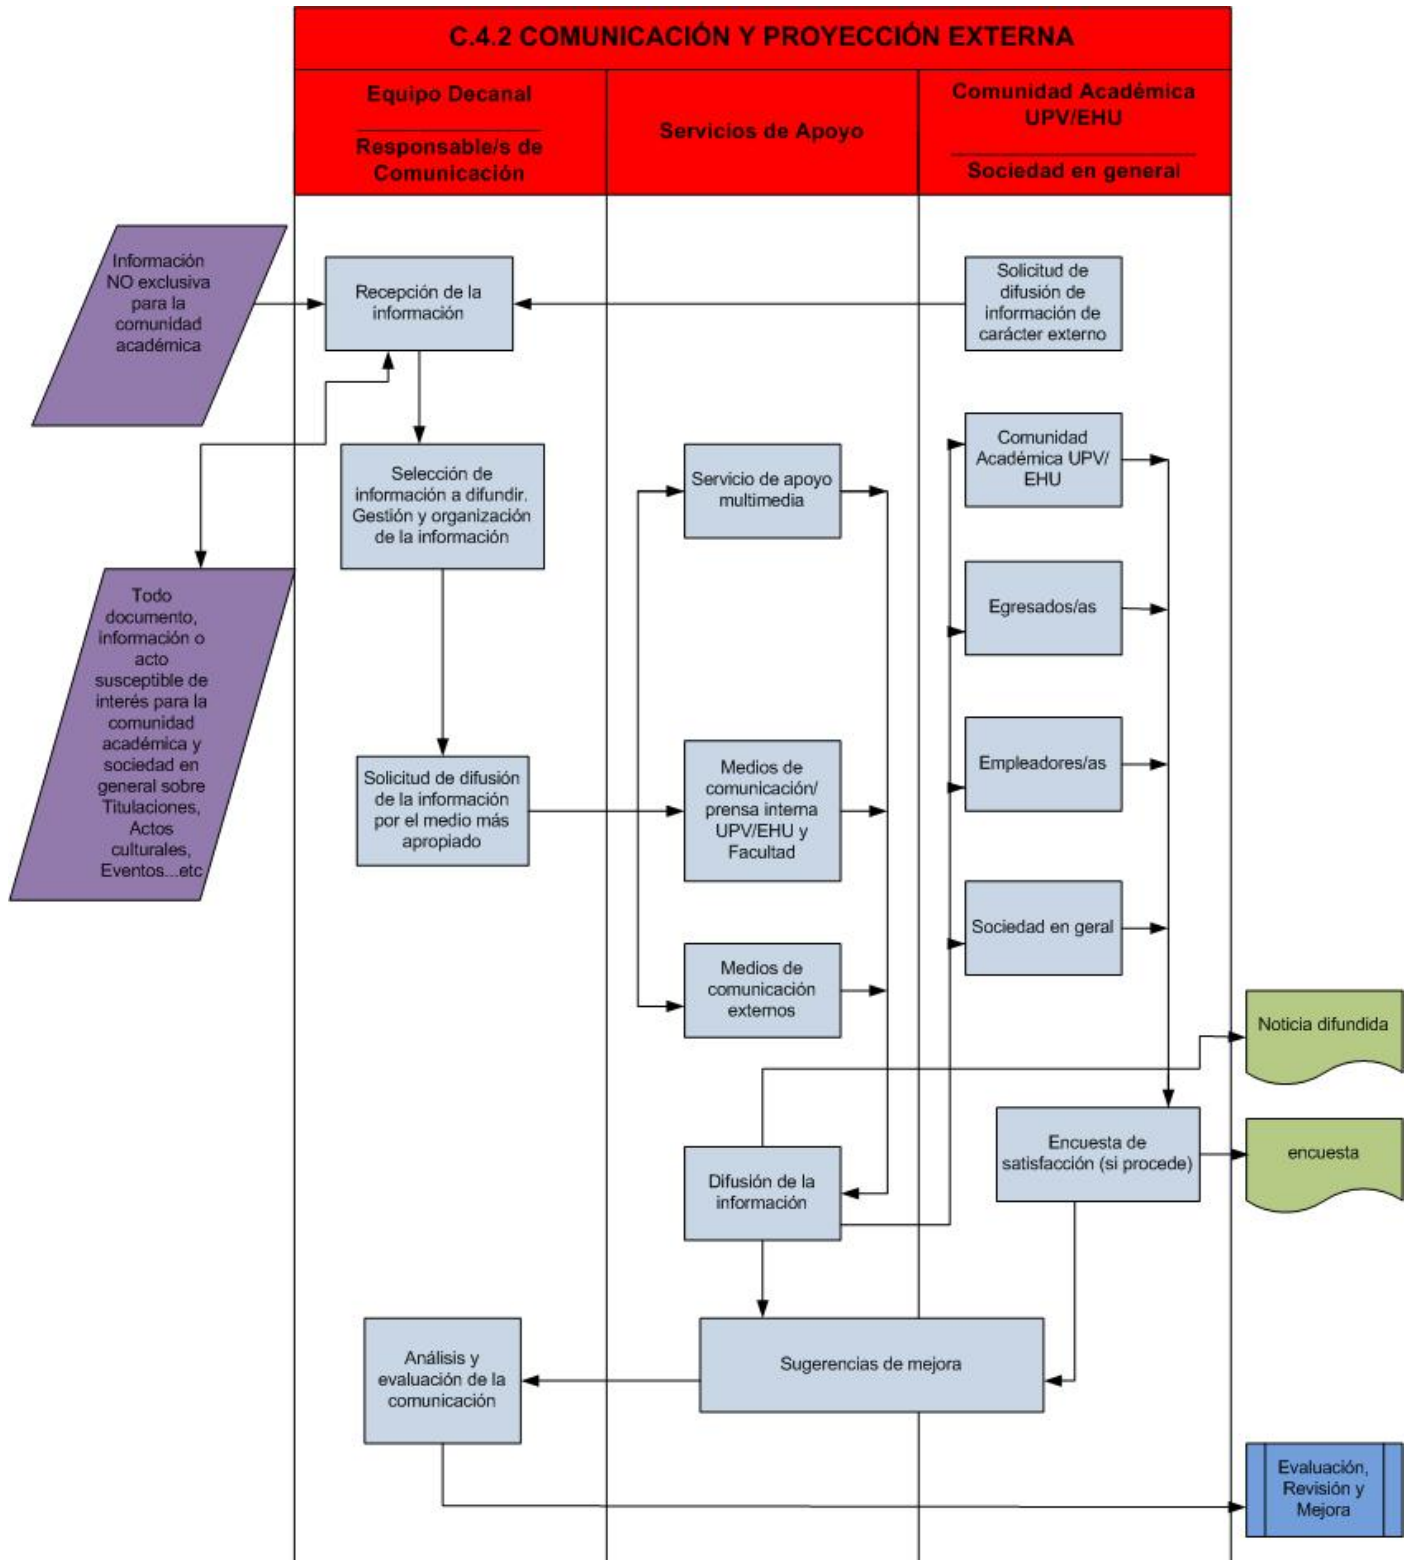 C.4.2 COMUNICACIÓN Y PROYECCIÓN EXTERNA
Equipo Decanal
Responsable/s de
Comunicación
Servicios de Apoyo
Comunidad Académica
UPV/EHU
Sociedad en general
Información
NO exclusiva
para la
comunidad
académica
Recepción de la
información
Solicitud de
difusión de
información de
carácter externo
Selección de
información a difundir.
Gestión y organización
de la información
Servicio de apoyo
multimedia
Comunidad
Académica UPV/
EHU
Egresados/as
Todo
documento,
información o
acto
susceptible de
interés para la
comunidad
académica y
sociedad en
general sobre
Titulaciones,
Actos
culturales,
Eventos...etc
Solicitud de difusión
de la información
por el medio más
apropiado
Medios de
comunicación/
prensa interna
UPV/EHU y
Facultad
Empleadores/as
Sociedad en geral
Medios de
comunicación
externos
Noticia difundida
Encuesta de
satisfacción (si procede)
encuesta
Difusión de la
información
Análisis y
evaluación de la
comunicación
Sugerencias de mejora
Evaluación,
Revisión y
Mejora